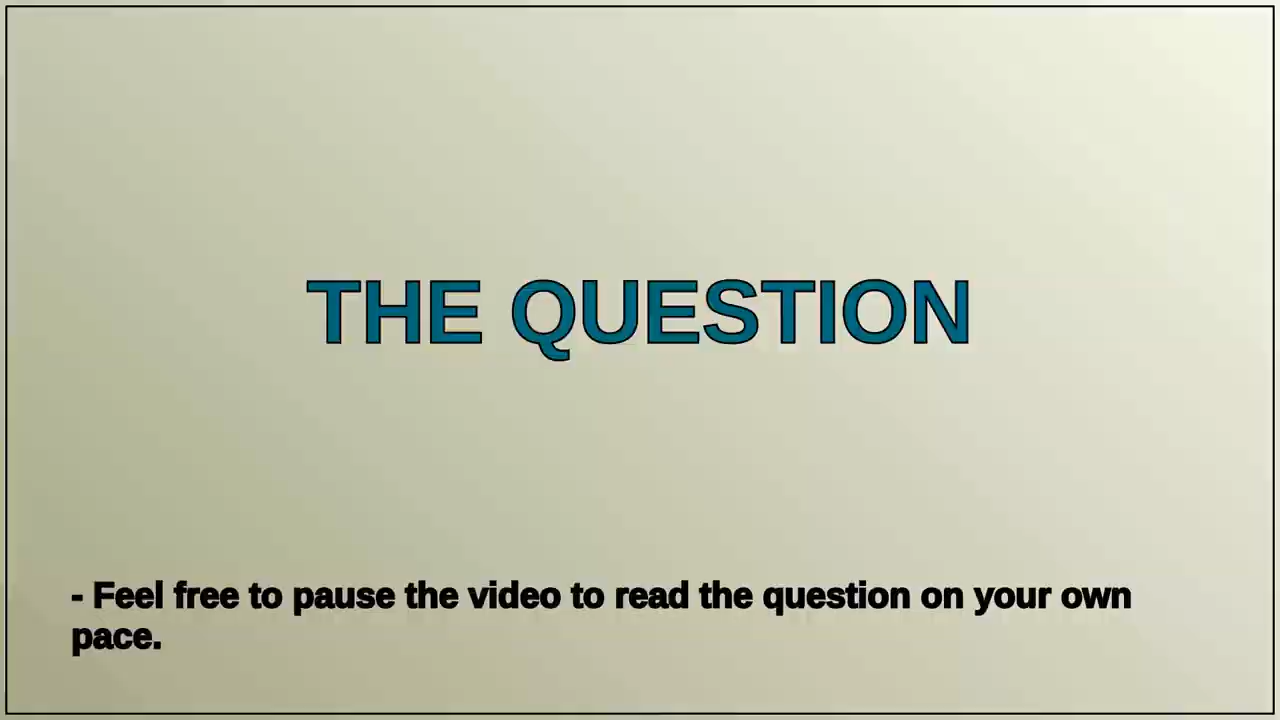 THE QUESTION
- Feel free to pause the video to read the question on your own
pace.